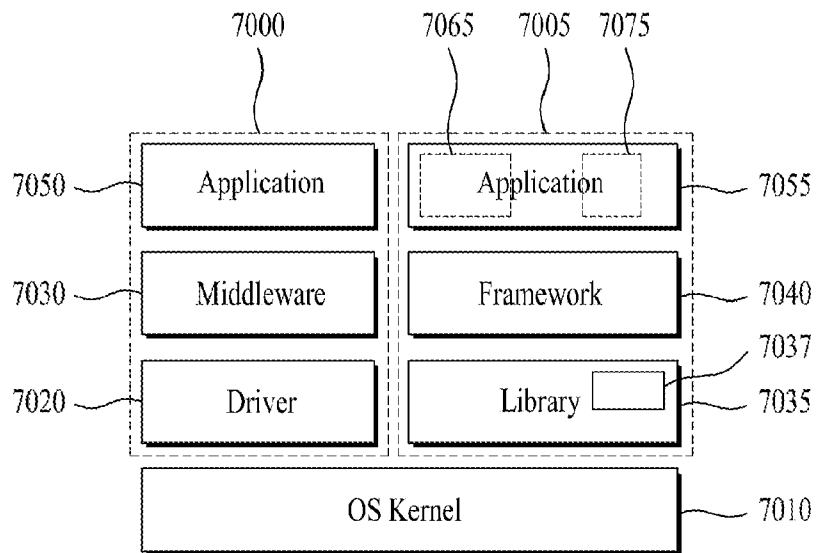 7000 7065 7005 7075
7050 Application Application 7055
7030 Middleware Framework 7040
7037
7020 Driver Library 7035
OS Kernel 7010